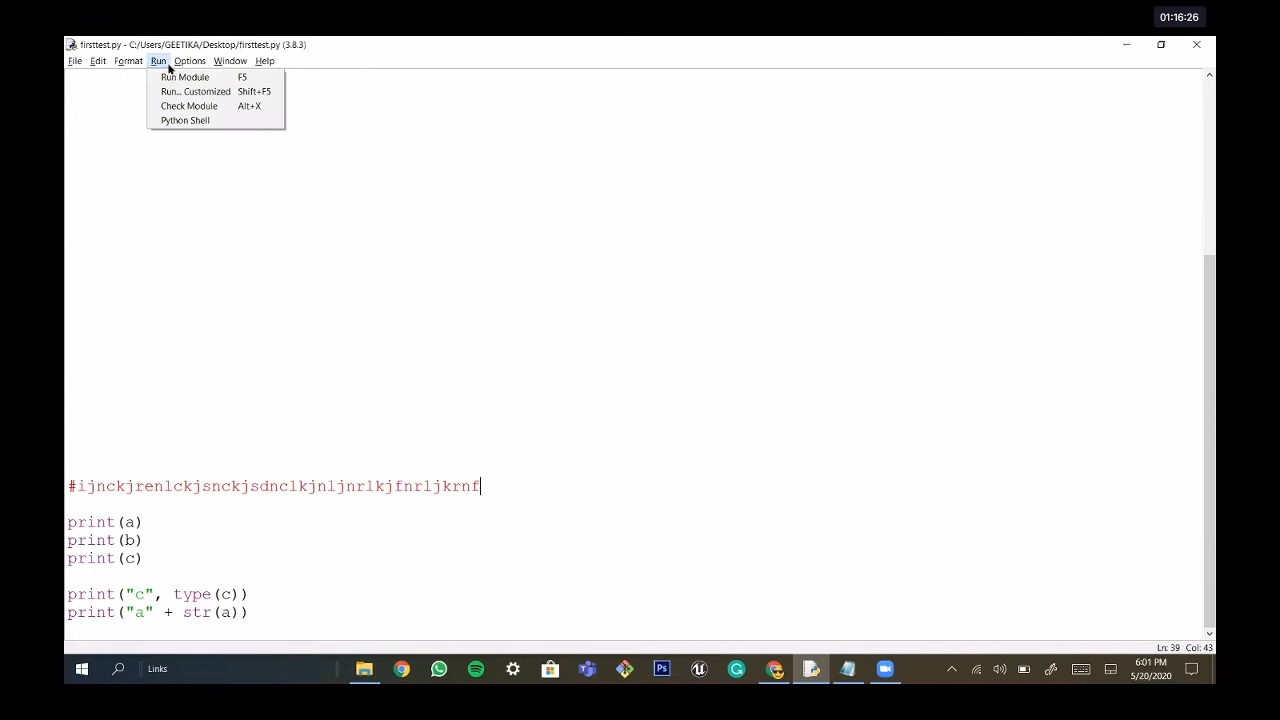 01:16:26
firsttest.py - C:/Users/GEETIKA/Desktop/firsttest.py (3.8.3)
File Edit Format Run Options Window Help
Run Module F5
Run... Customized Shift+F5
Check Module Alt+X
Python Shell
#ijnckjrenlckjsnckjsdnclkjnljnrlkjfnrljkrnf
print(a)
print(b)
print(c)
print("c", type(c))
print("a" + str(a))
Ln: 39 Col: 43
Links
Ps
6:01 PM
5/20/2020